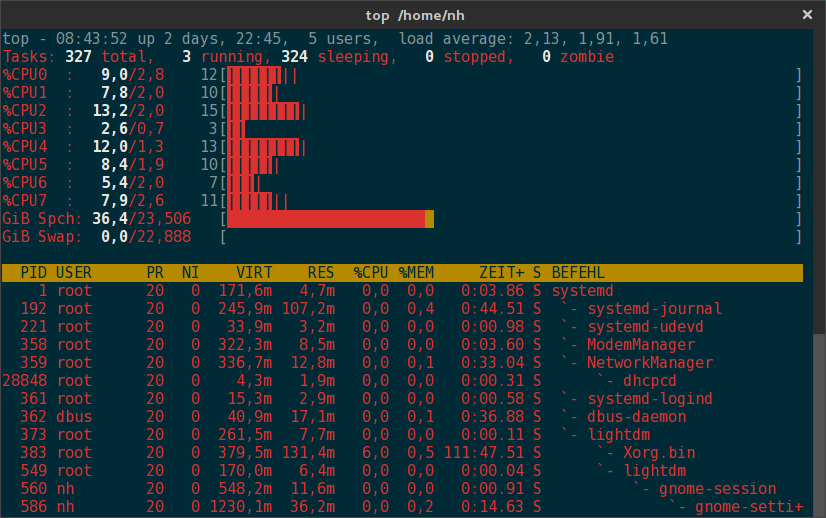 top /home/nh ×
top - 08:43:52 up 2 days, 22:45,  5 users,  load average: 2,13, 1,91, 1,61
Tasks: 327 total,   3 running, 324 sleeping,   0 stopped,   0 zombie
%CPU0  :   9,0/2,8    12[||||||||]
%CPU1  :   7,8/2,0    10[||||||]
%CPU2  :  13,2/2,0    15[|||||||||]
%CPU3  :   2,6/0,7     3[||]
%CPU4  :  12,0/1,3    13[|||||||||]
%CPU5  :   8,4/1,9    10[||||||]
%CPU6  :   5,4/2,0     7[||||]
%CPU7  :   7,9/2,6    11[|||||||]
GiB Spch: 36,4/23,506   [ ]
GiB Swap:  0,0/22,888   [ ]
PID USER      PR  NI    VIRT    RES  %CPU %MEM     ZEIT+ S BEFEHL
1 root      20   0  171,6m   4,7m   0,0  0,0   0:03.86 S systemd
192 root      20   0  245,9m 107,2m   0,0  0,4   0:44.51 S  `- systemd-journal
221 root      20   0   33,9m   3,2m   0,0  0,0   0:00.98 S  `- systemd-udevd
358 root      20   0  322,3m   8,5m   0,0  0,0   0:03.60 S  `- ModemManager
359 root      20   0  336,7m  12,8m   0,0  0,1   0:33.04 S  `- NetworkManager
28848 root      20   0    4,3m   1,9m   0,0  0,0   0:00.31 S      `- dhcpcd
361 root      20   0   15,3m   2,9m   0,0  0,0   0:00.58 S  `- systemd-logind
362 dbus      20   0   40,9m  17,1m   0,0  0,1   0:36.88 S  `- dbus-daemon
373 root      20   0  261,5m   7,7m   0,0  0,0   0:00.11 S  `- lightdm
383 root      20   0  379,5m 131,4m   6,0  0,5 111:47.51 S      `- Xorg.bin
549 root      20   0  170,0m   6,4m   0,0  0,0   0:00.04 S      `- lightdm
560 nh        20   0  548,2m  11,6m   0,0  0,0   0:00.91 S          `- gnome-session
586 nh        20   0 1230,1m  36,2m   0,0  0,2   0:14.63 S              `- gnome-setti+